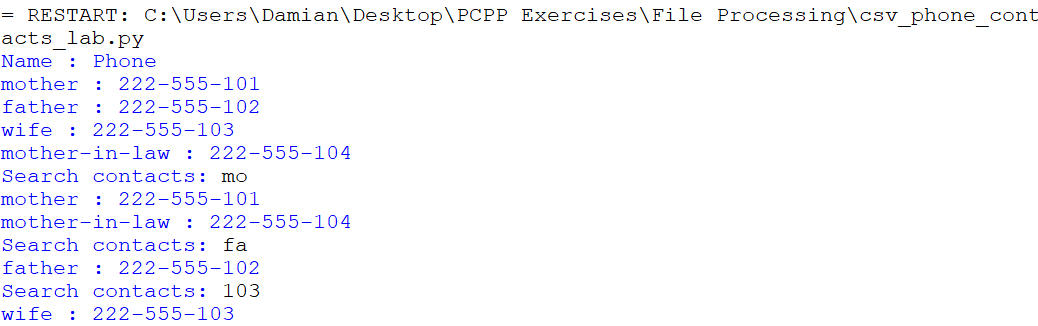 = RESTART: C:\Users\Damian\Desktop\PCPP Exercises\File Processing\csv_phone_cont
acts_lab.py
Name : Phone
mother : 222-555-101
father : 222-555-102
wife : 222-555-103
mother-in-law : 222-555-104
Search contacts: mo
mother : 222-555-101
mother-in-law : 222-555-104
Search contacts: fa
father : 222-555-102
Search contacts: 103
wife : 222-555-103